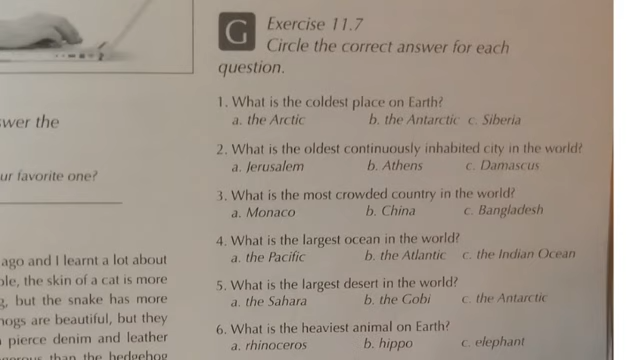 G
Exercise 11.7
Circle the correct answer for each
question.
1. What is the coldest place on Earth?
a. the Arctic b. the Antarctic c. Siberia
2. What is the oldest continuously inhabited city in the world?
a. Jerusalem b. Athens c. Damascus
3. What is the most crowded country in the world?
a. Monaco b. China c. Bangladesh
4. What is the largest ocean in the world?
a. the Pacific b. the Atlantic c. the Indian Ocean
5. What is the largest desert in the world?
a. the Sahara b. the Gobi c. the Antarctic
6. What is the heaviest animal on Earth?
a. rhinoceros b. hippo c. elephant
the
favorite one?
ago and I learnt a lot about
the skin of a cat is more
but the snake has more
are beautiful, but they
pierce denim and leather
than the hedgehog